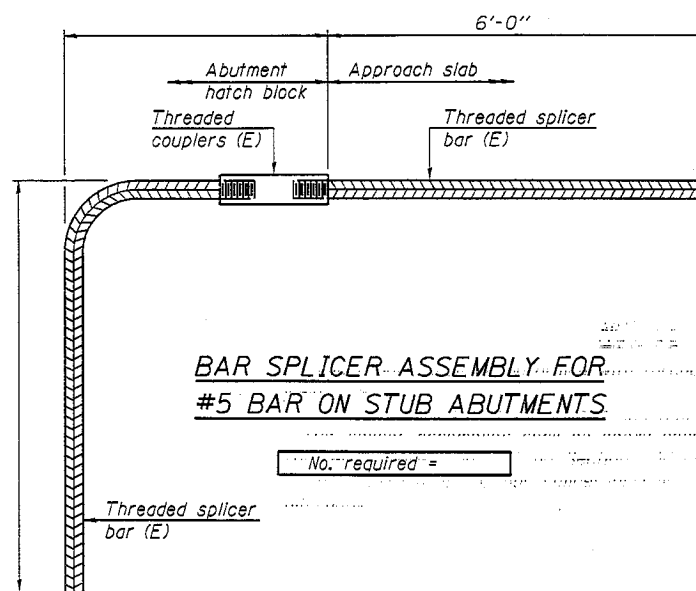 6'-0"
Abutment
hatch block
Approach slab
Threaded
couplers (E)
Threaded splicer
bar (E)
BAR SPLICER ASSEMBLY FOR
#5 BAR ON STUB ABUTMENTS
No. required =
Threaded splicer
bar (E)